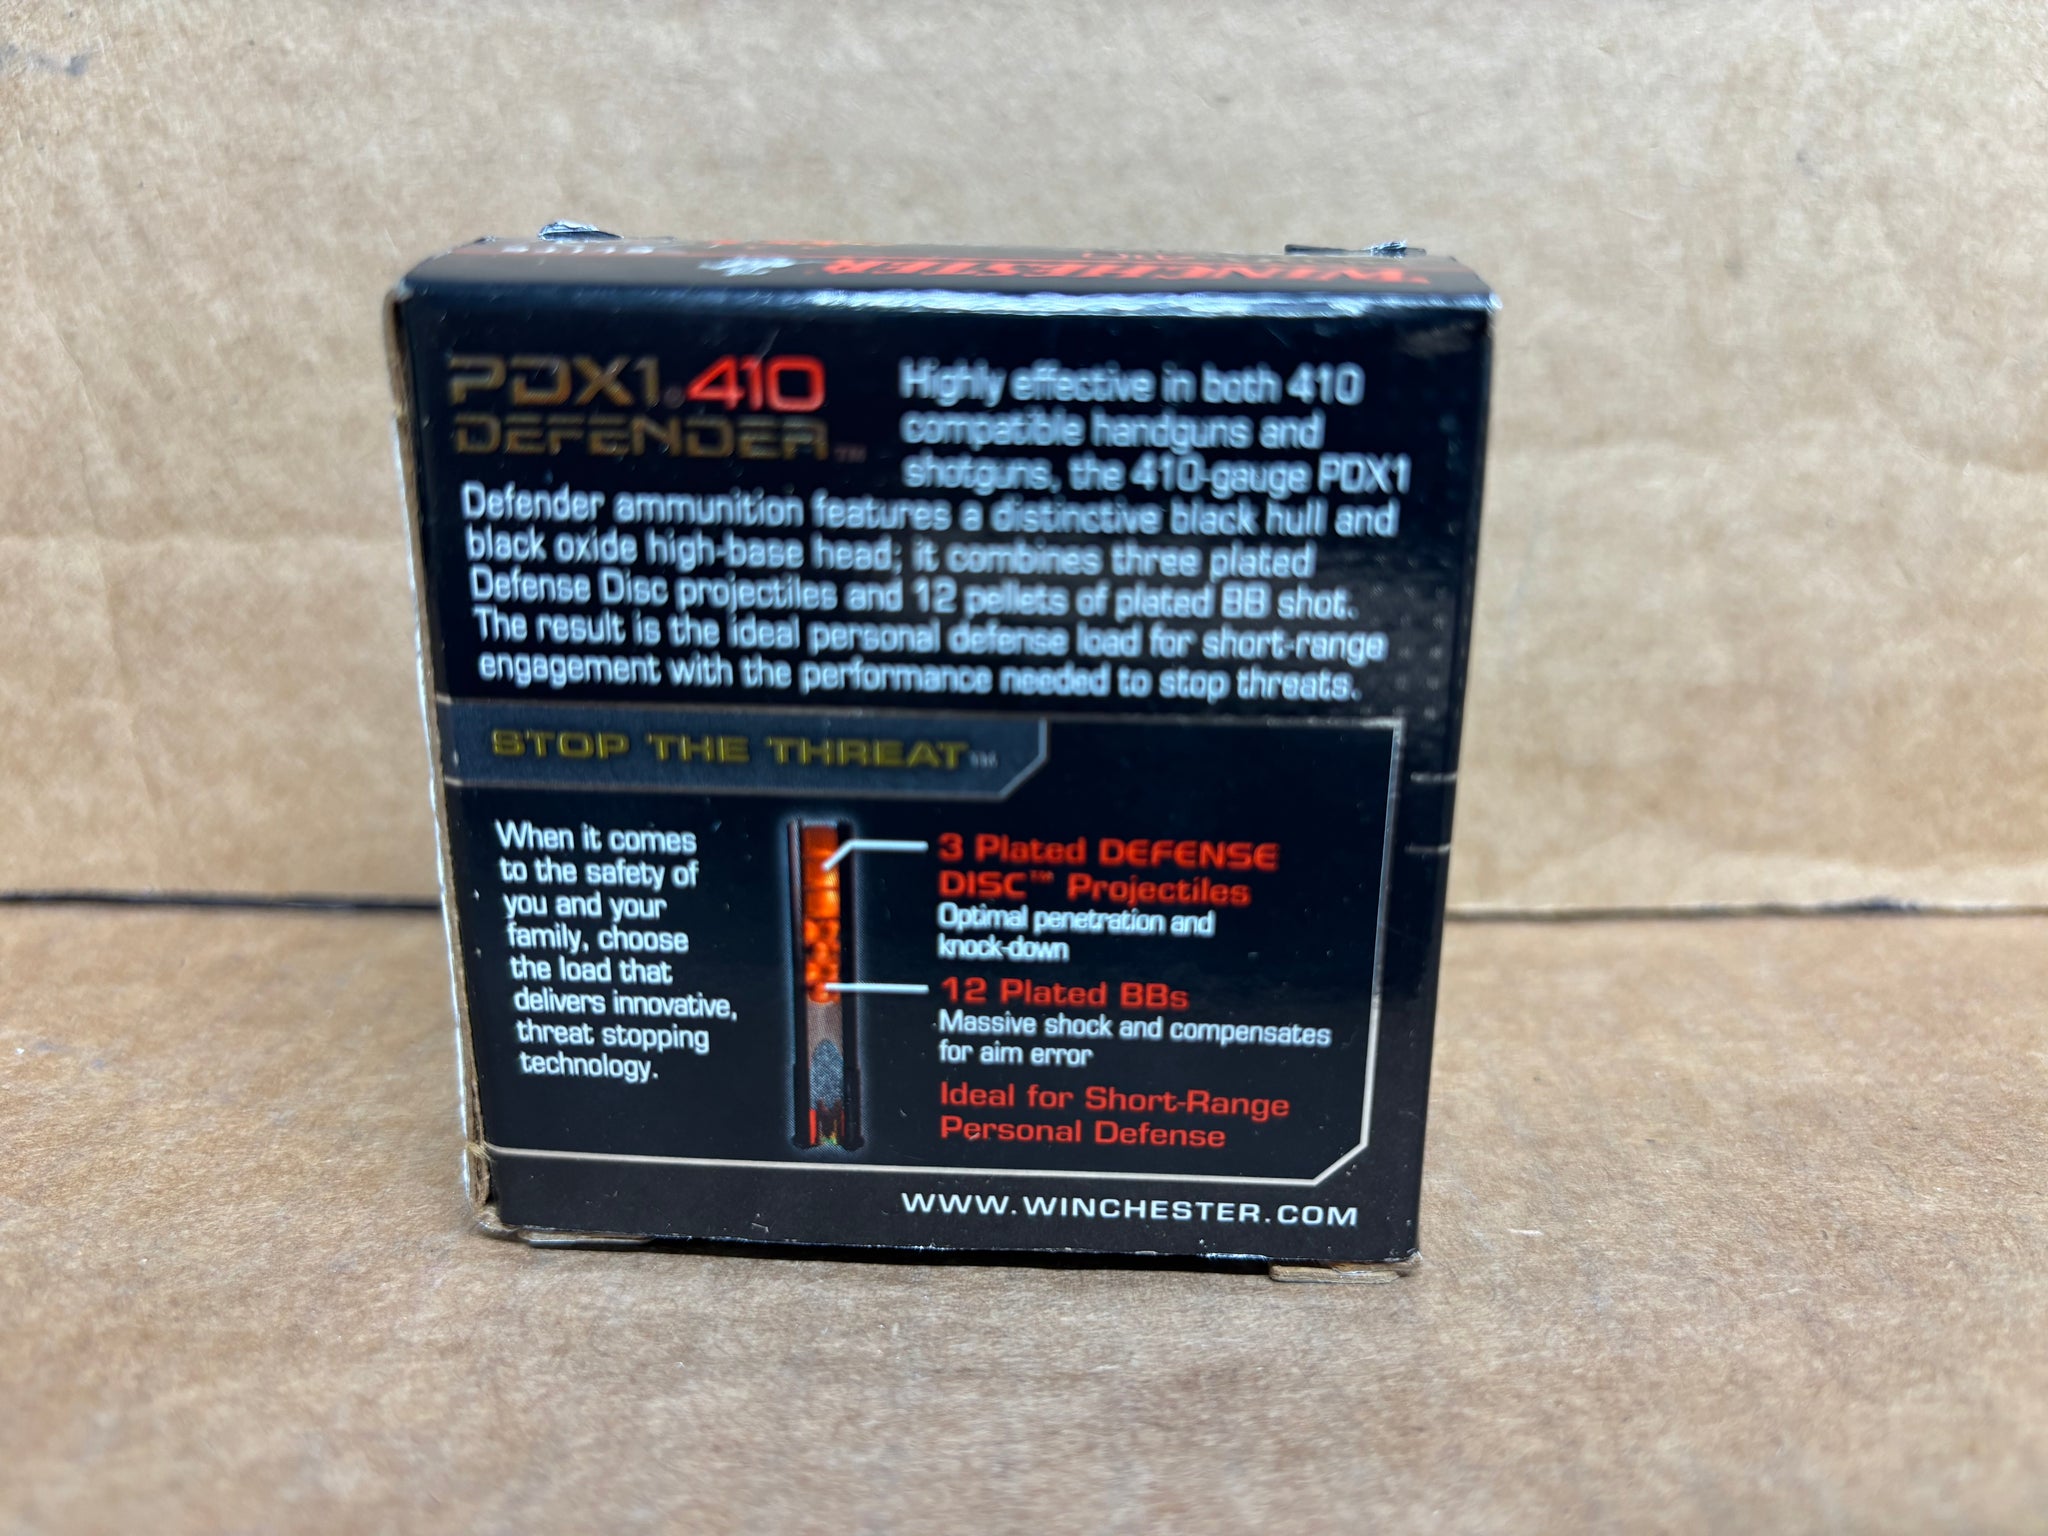 WINCHESTER
PDX1® 410
DEFENDER™
Highly effective in both 410
compatible handguns and
shotguns, the 410-gauge PDX1
Defender ammunition features a distinctive black hull and
black oxide high-base head; it combines three plated
Defense Disc projectiles and 12 pellets of plated BB shot.
The result is the ideal personal defense load for short-range
engagement with the performance needed to stop threats.
STOP THE THREAT™
When it comes
to the safety of
you and your
family, choose
the load that
delivers innovative,
threat stopping
technology.
3 Plated DEFENSE
DISC™ Projectiles
Optimal penetration and
knock-down
12 Plated BBs
Massive shock and compensates
for aim error
Ideal for Short-Range
Personal Defense
WWW.WINCHESTER.COM